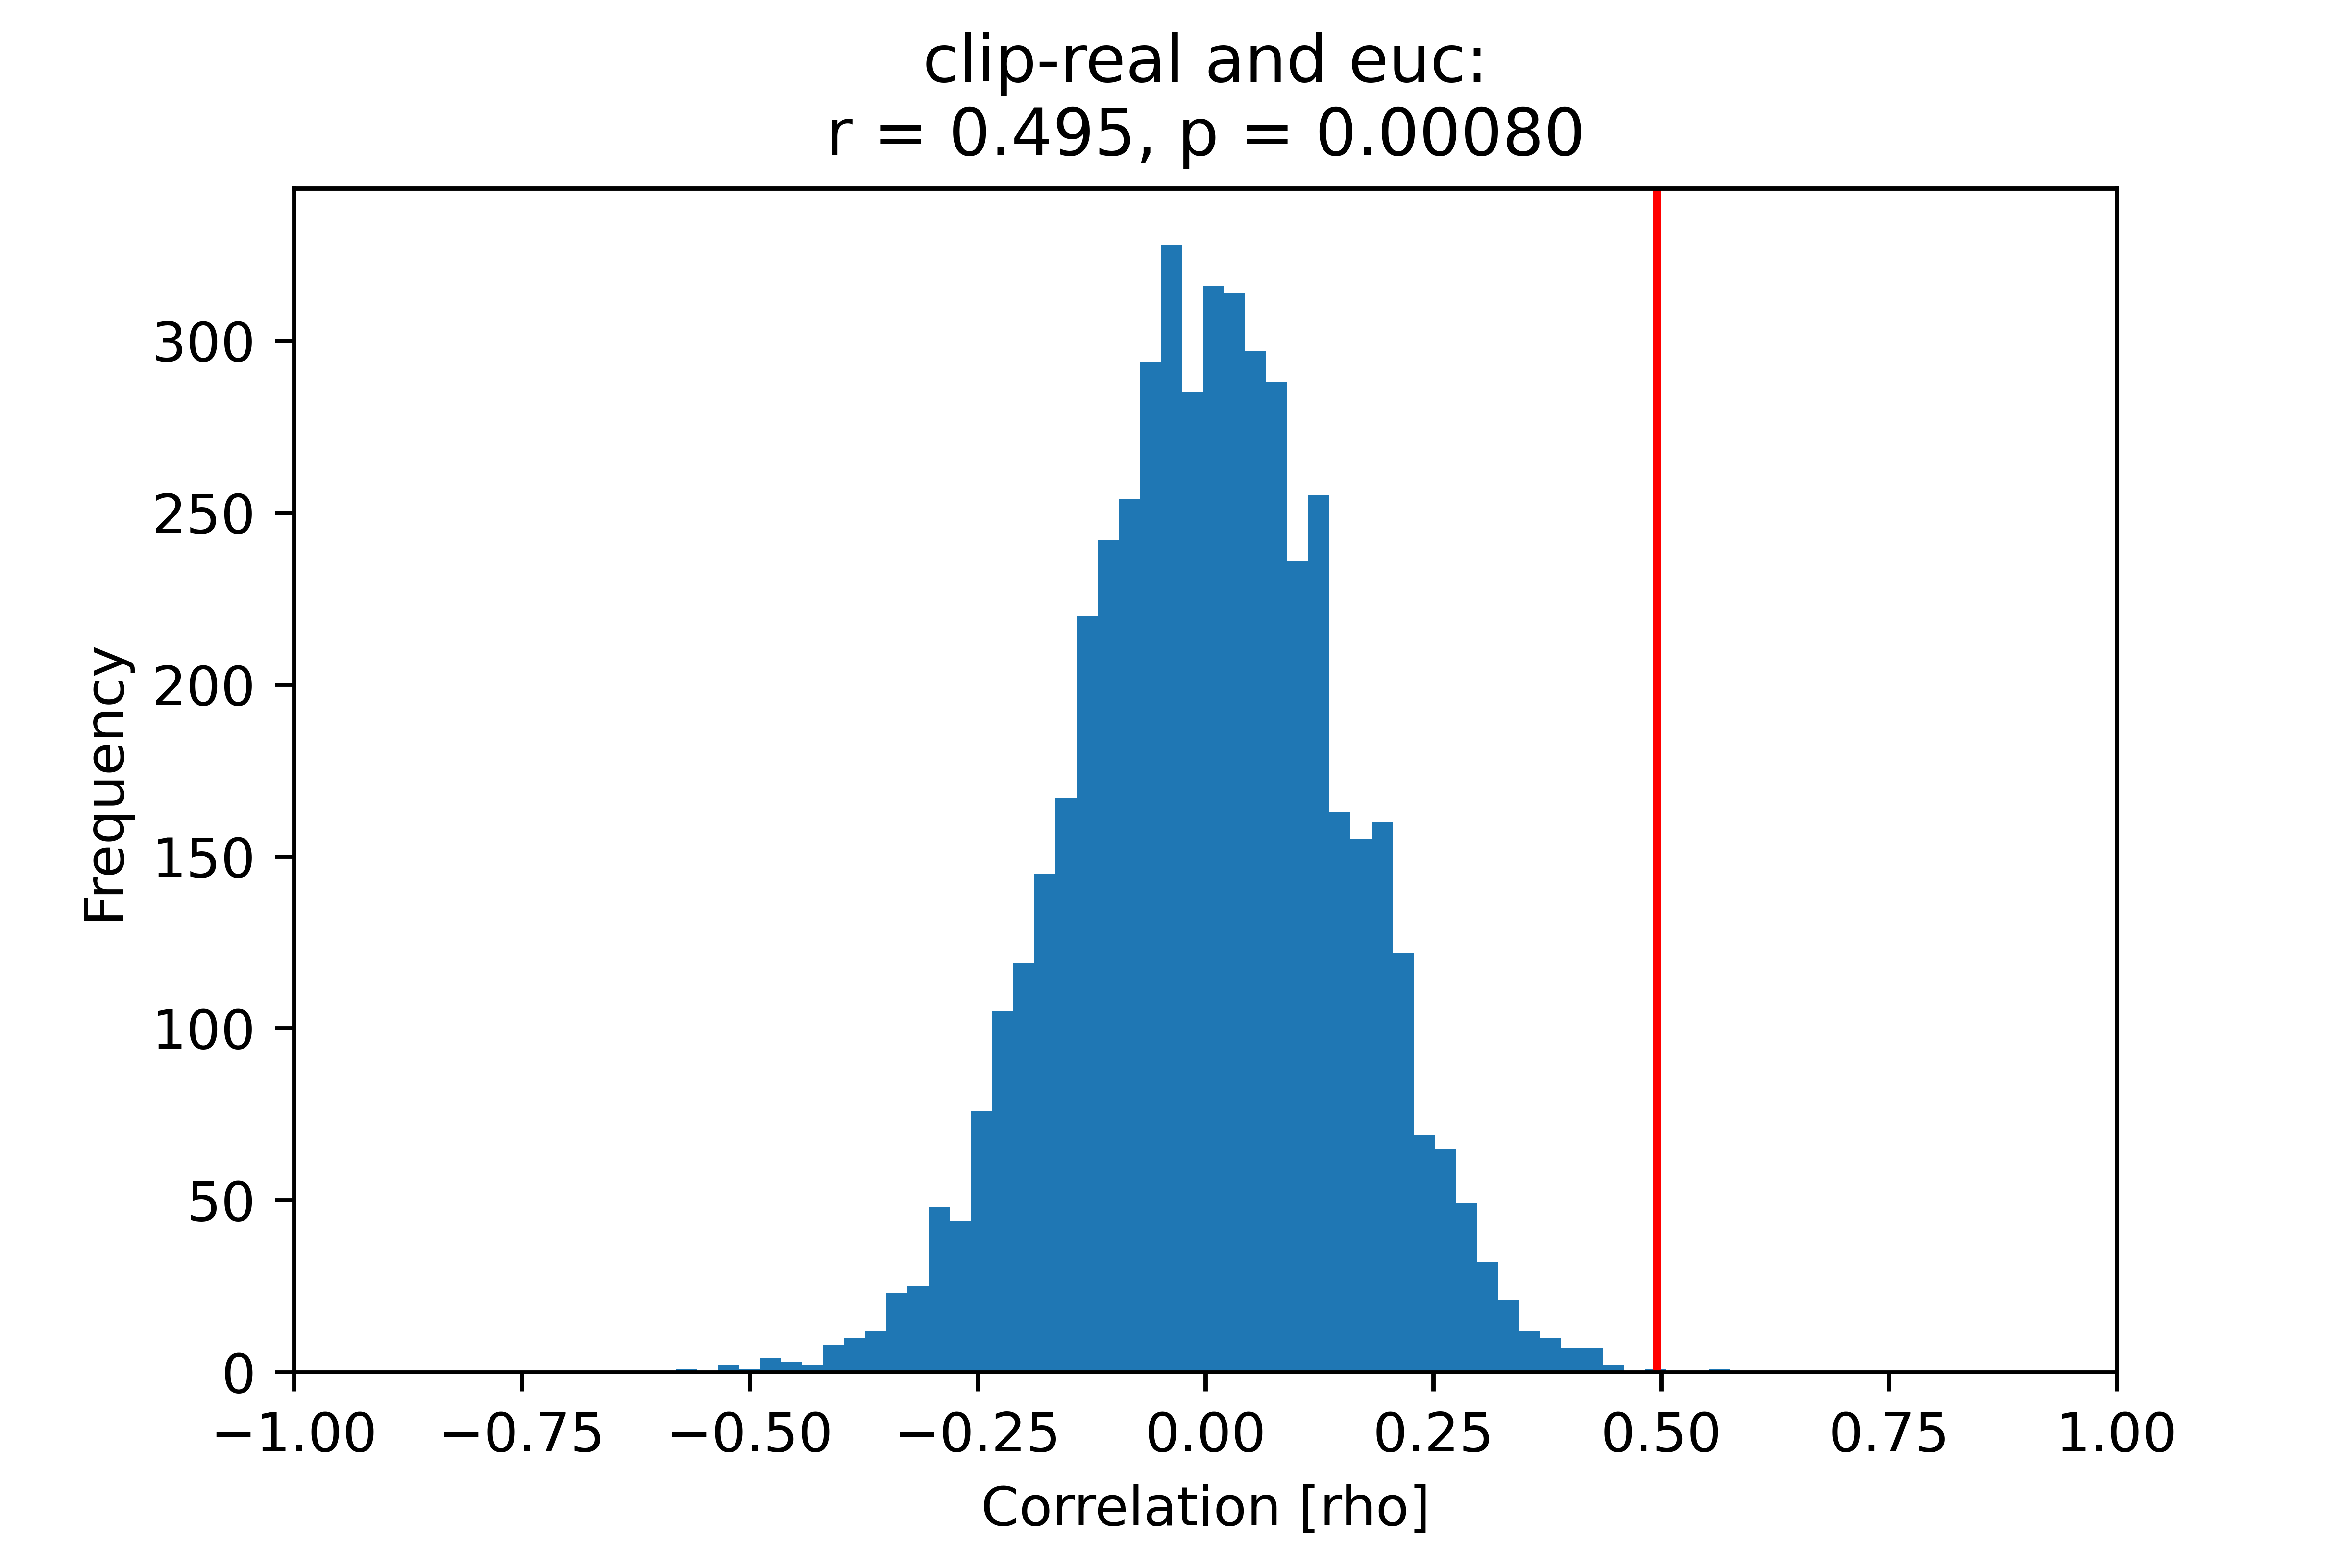 clip-real and euc:
r = 0.495, p = 0.00080
300
250
200
150
100
50
0
Frequency
−1.00 −0.75 −0.50 −0.25 0.00 0.25 0.50 0.75 1.00
Correlation [rho]